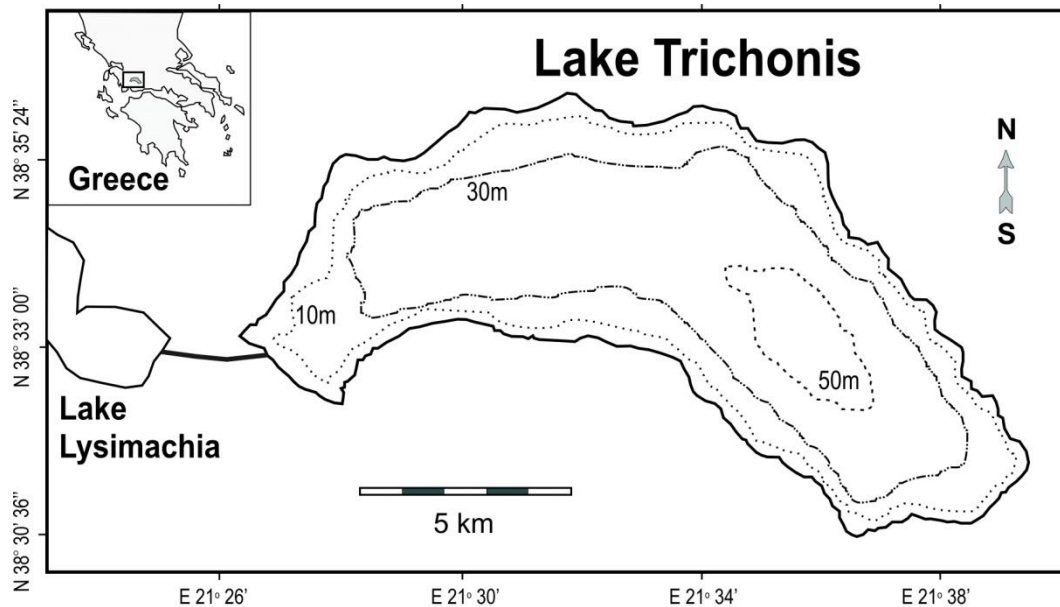 Lake Trichonis
Greece
N
S
30m
10m
50m
Lake
Lysimachia
5 km
N 38° 35' 24"
N 38° 33' 00"
N 38° 30' 36"
E 21° 26'
E 21° 30'
E 21° 34'
E 21° 38'